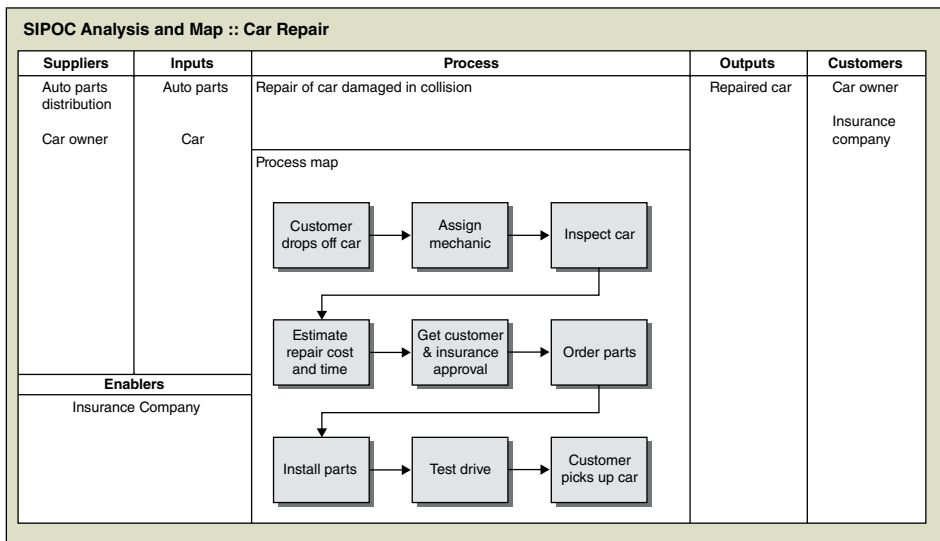 SIPOC Analysis and Map :: Car Repair
Suppliers
Inputs
Process
Outputs
Customers
Auto parts
distribution
Car owner
Auto parts
Car
Repair of car damaged in collision
Repaired car
Car owner
Insurance
company
Process map
Customer
drops off car
Assign
mechanic
Inspect car
Estimate
repair cost
and time
Get customer
& insurance
approval
Order parts
Install parts
Test drive
Customer
picks up car
Enablers
Insurance Company